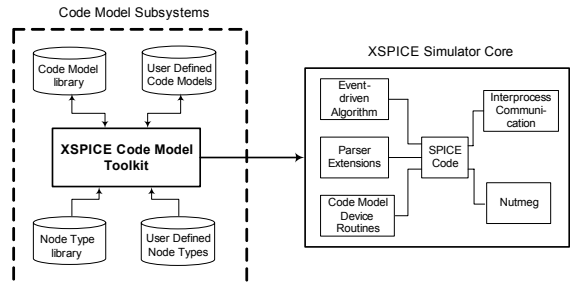 Code Model Subsystems
Code Model
library
User Defined
Code Models
XSPICE Code Model
Toolkit
Node Type
library
User Defined
Node Types
XSPICE Simulator Core
Event-
driven
Algorithm
Parser
Extensions
Code Model
Device
Routines
SPICE
Code
Interprocess
Communi-
cation
Nutmeg